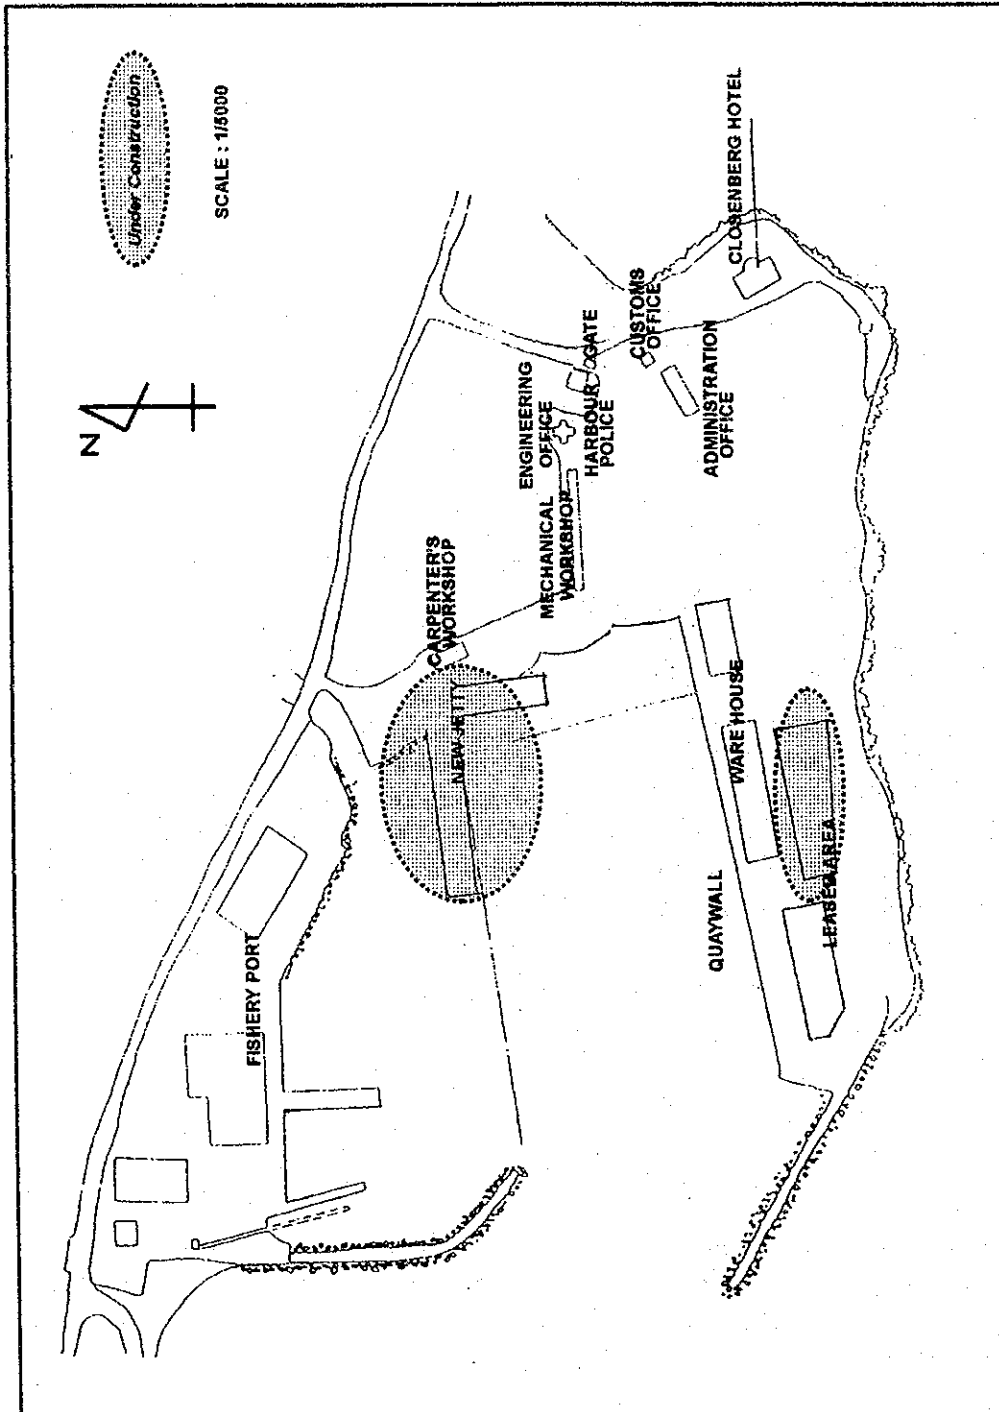 Under Construction
SCALE : 1/5000
N
CLOSENBERG HOTEL
CUSTOMS
OFFICE
GATE
HARBOUR
POLICE
ENGINEERING
OFFICE
ADMINISTRATION
OFFICE
MECHANICAL
WORKSHOP
CARPENTER'S
WORKSHOP
NEW JETTY
WARE HOUSE
LEASED AREA
QUAYWALL
FISHERY PORT